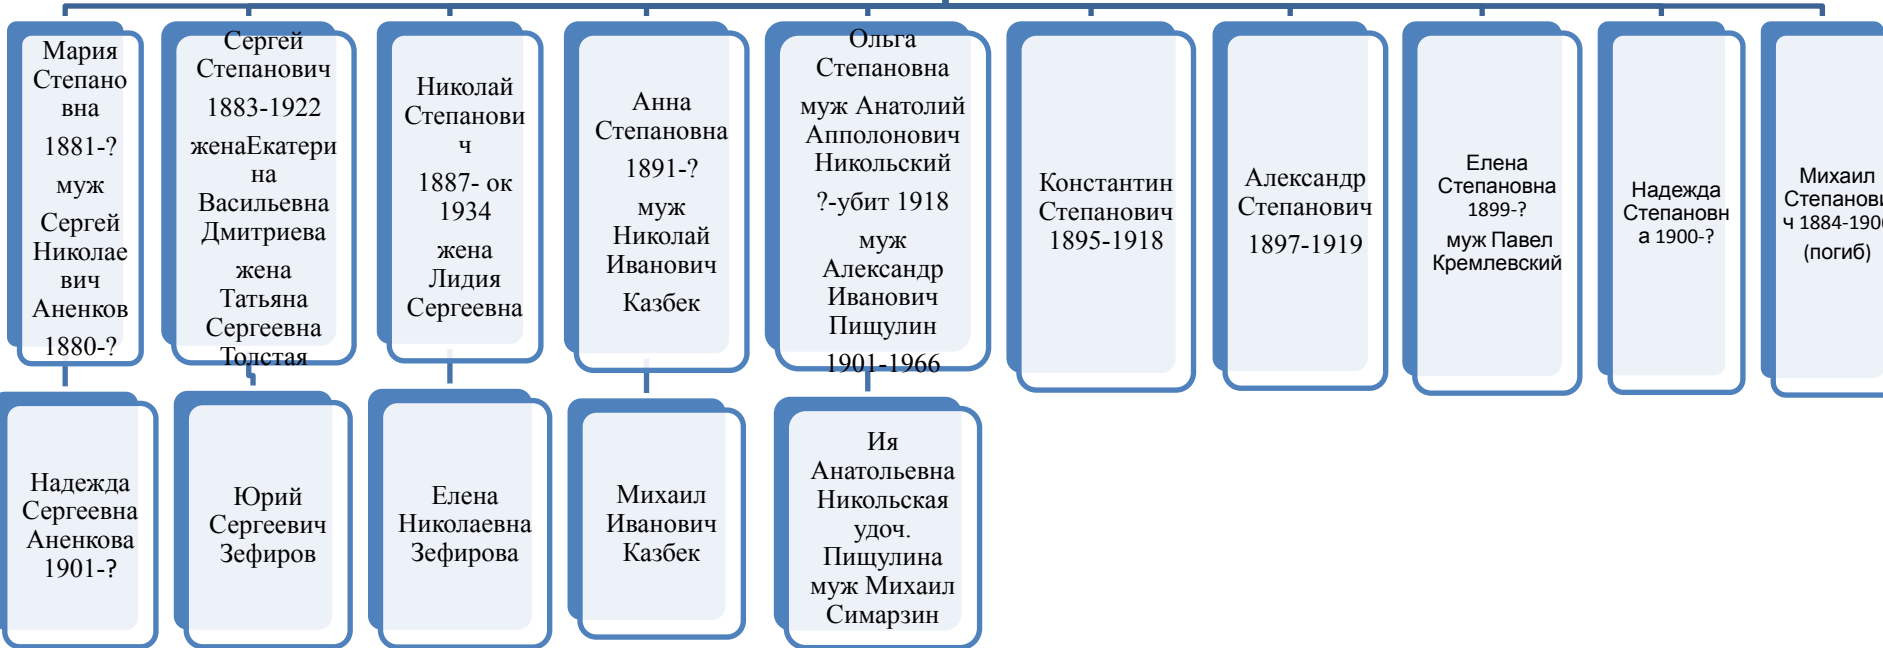 Мария
Степано
вна
1881-?
муж
Сергей
Николае
вич
Аненков
1880-?
Сергей
Степанович
1883-1922
женаЕкатери
на
Васильевна
Дмитриева
жена
Татьяна
Сергеевна
Толстая
Николай
Степанови
ч
1887- ок
1934
жена
Лидия
Сергеевна
Анна
Степановна
1891-?
муж
Николай
Иванович
Казбек
Ольга
Степановна
муж Анатолий
Апполонович
Никольский
?-убит 1918
муж
Александр
Иванович
Пищулин
1901-1966
Константин
Степанович
1895-1918
Александр
Степанович
1897-1919
Елена
Степановна
1899-?
муж Павел
Кремлевский
Надежда
Степановн
а 1900-?
Михаил
Степанови
ч 1884-190
(погиб)
Надежда
Сергеевна
Аненкова
1901-?
Юрий
Сергеевич
Зефиров
Елена
Николаевна
Зефирова
Михаил
Иванович
Казбек
Ия
Анатольевна
Никольская
удоч.
Пищулина
муж Михаил
Симарзин